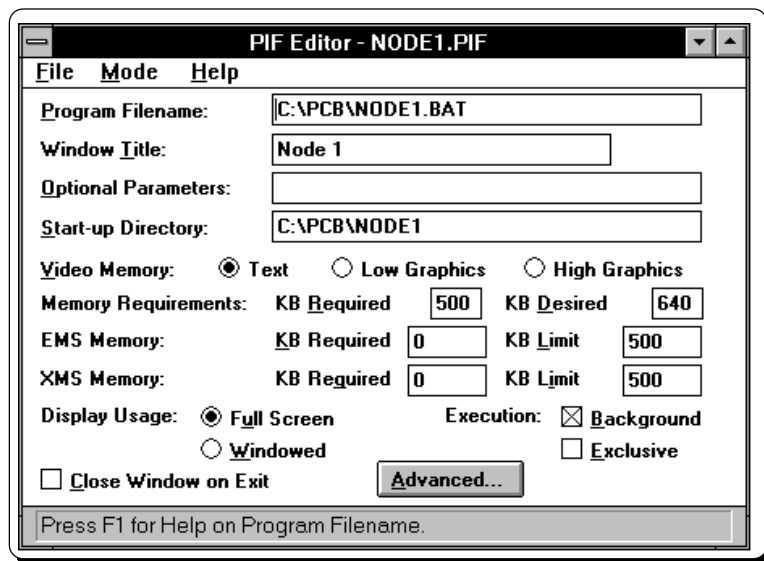 PIF Editor - NODE1.PIF
File Mode Help
Program Filename: C:\PCB\NODE1.BAT
Window Title: Node 1
Optional Parameters:
Start-up Directory: C:\PCB\NODE1
Video Memory: Text Low Graphics High Graphics
Memory Requirements: KB Required 500 KB Desired 640
EMS Memory: KB Required 0 KB Limit 500
XMS Memory: KB Required 0 KB Limit 500
Display Usage: Full Screen Execution: Background
Windowed Exclusive
Close Window on Exit Advanced...
Press F1 for Help on Program Filename.